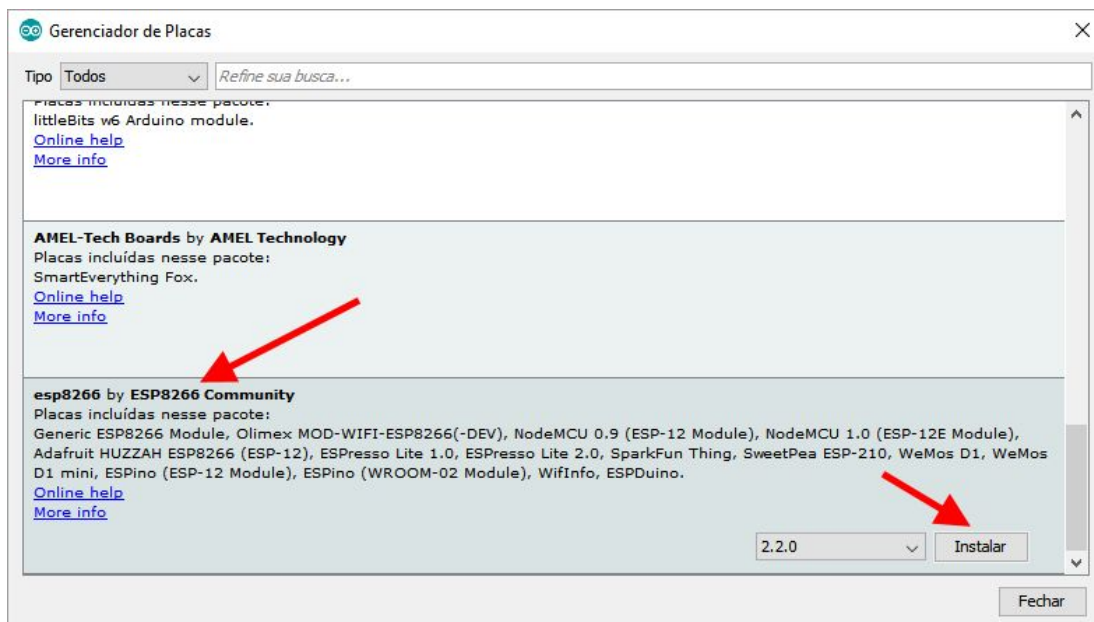 Gerenciador de Placas
Tipo Todos Refine sua busca...
Placas incluídas nesse pacote:
littleBits w6 Arduino module.
Online help
More info
AMEL-Tech Boards by AMEL Technology
Placas incluídas nesse pacote:
SmartEverything Fox.
Online help
More info
esp8266 by ESP8266 Community
Placas incluídas nesse pacote:
Generic ESP8266 Module, Olimex MOD-WIFI-ESP8266(-DEV), NodeMCU 0.9 (ESP-12 Module), NodeMCU 1.0 (ESP-12E Module),
Adafruit HUZZAH ESP8266 (ESP-12), ESPresso Lite 1.0, ESPresso Lite 2.0, SparkFun Thing, SweetPea ESP-210, WeMos D1, WeMos
D1 mini, ESPino (ESP-12 Module), ESPino (WROOM-02 Module), WifInfo, ESPDuino.
Online help
More info
2.2.0 Instalar
Fechar